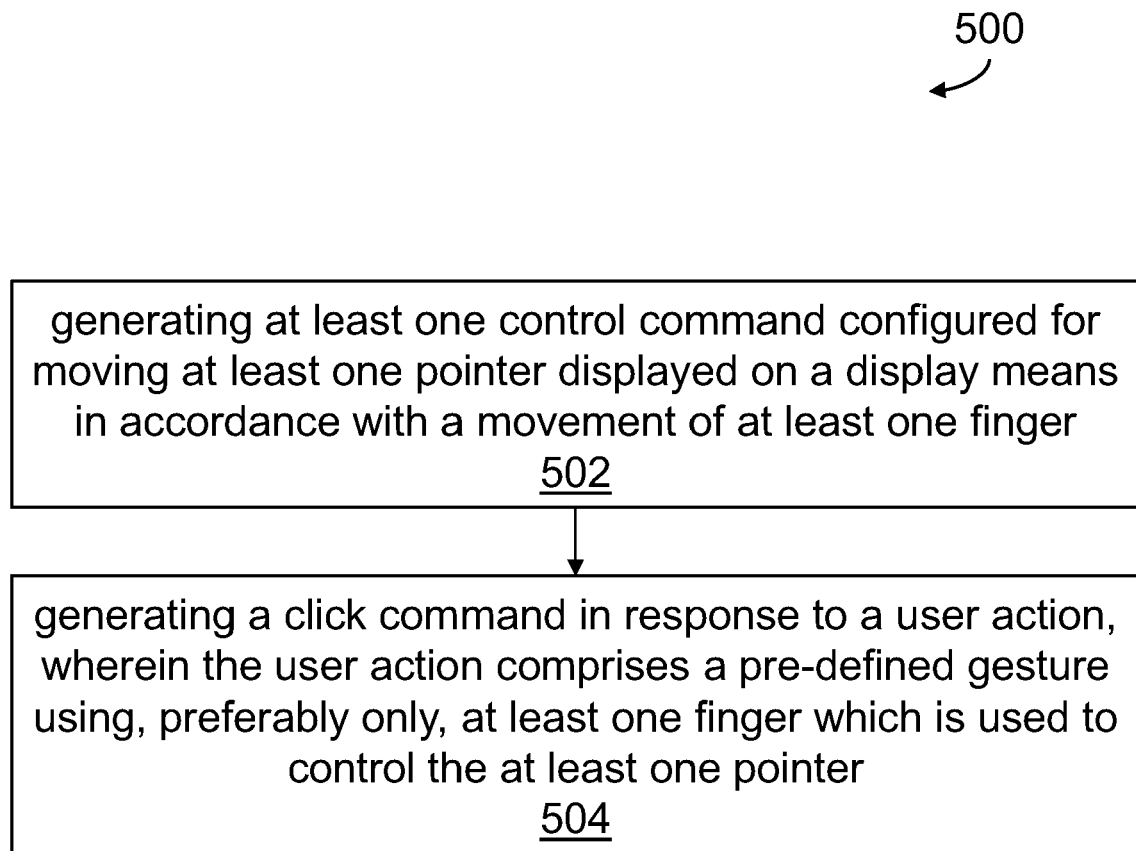 500
generating at least one control command configured for
moving at least one pointer displayed on a display means
in accordance with a movement of at least one finger
502
generating a click command in response to a user action,
wherein the user action comprises a pre-defined gesture
using, preferably only, at least one finger which is used to
control the at least one pointer
504